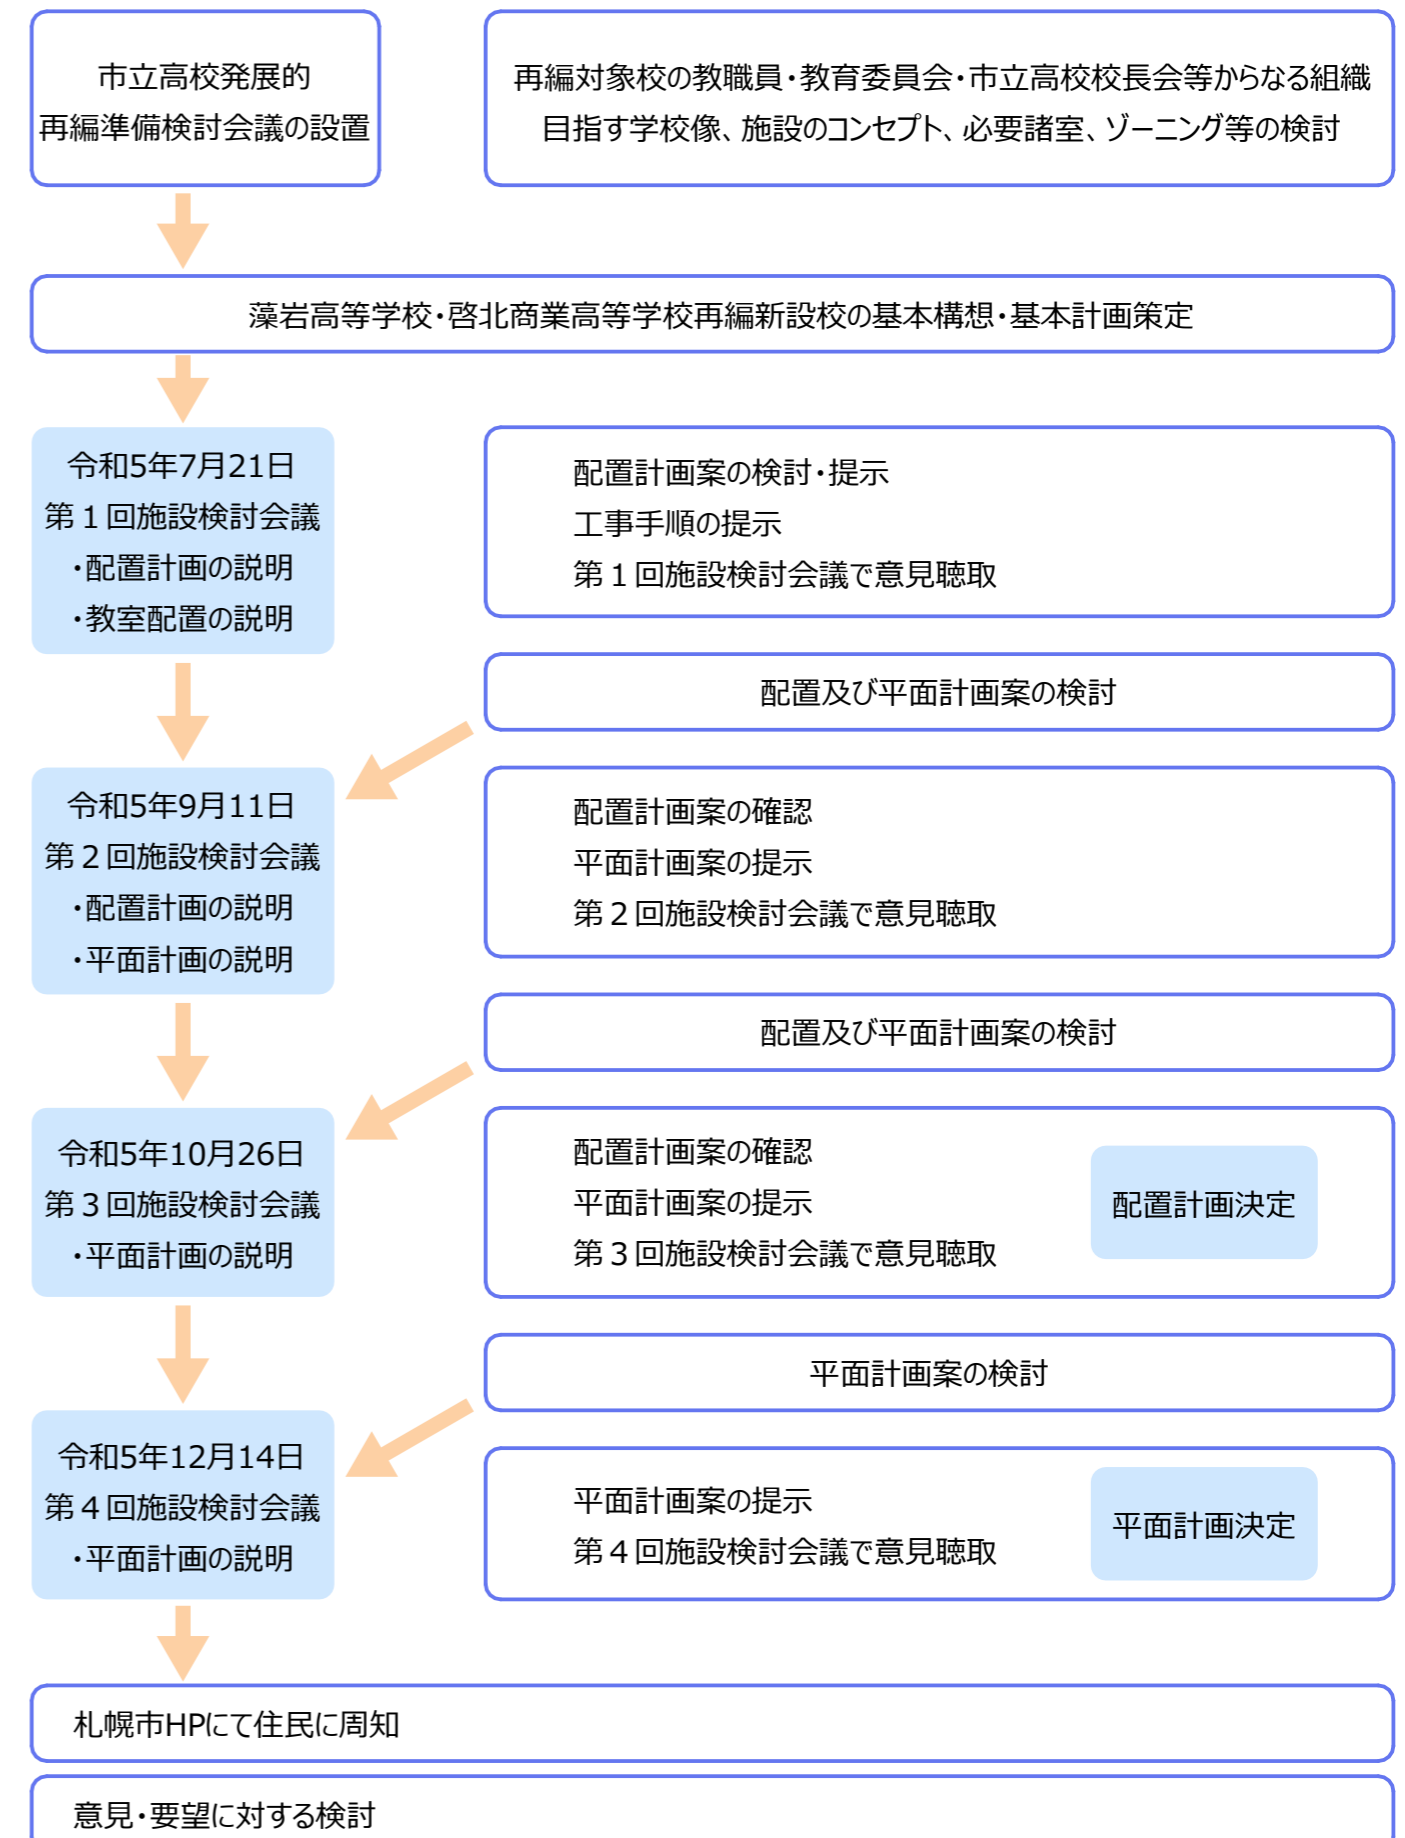 市立高校発展的
再編準備検討会議の設置
再編対象校の教職員・教育委員会・市立高校校長会等からなる組織
目指す学校像、施設のコンセプト、必要諸室、ゾーニング等の検討
藻岩高等学校・啓北商業高等学校再編新設校の基本構想・基本計画策定
令和5年7月21日
第１回施設検討会議
・配置計画の説明
・教室配置の説明
配置計画案の検討・提示
工事手順の提示
第１回施設検討会議で意見聴取
配置及び平面計画案の検討
令和5年9月11日
第２回施設検討会議
・配置計画の説明
・平面計画の説明
配置計画案の確認
平面計画案の提示
第２回施設検討会議で意見聴取
配置及び平面計画案の検討
令和5年10月26日
第３回施設検討会議
・平面計画の説明
配置計画案の確認
平面計画案の提示
第３回施設検討会議で意見聴取
配置計画決定
平面計画案の検討
令和5年12月14日
第４回施設検討会議
・平面計画の説明
平面計画案の提示
第４回施設検討会議で意見聴取
平面計画決定
札幌市HPにて住民に周知
意見・要望に対する検討